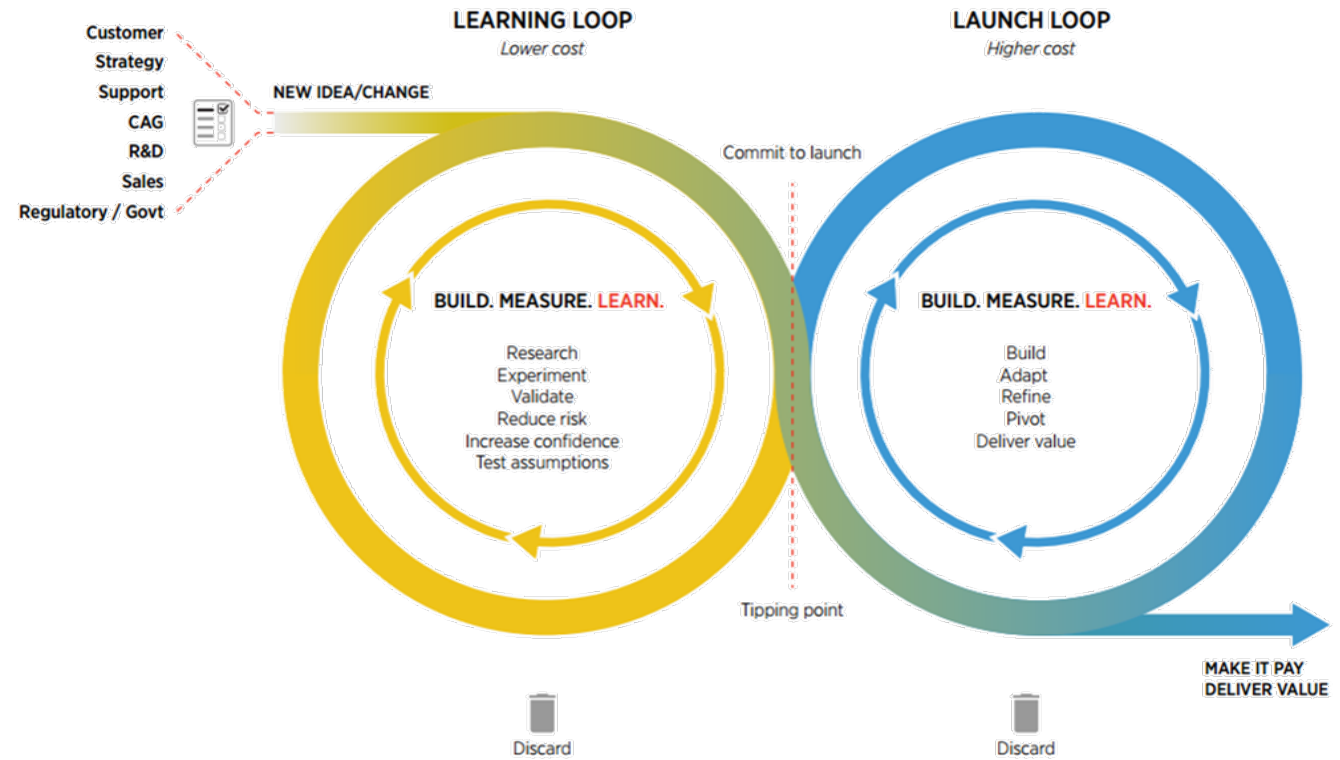 Customer
Strategy
Support
CAG
R&D
Sales
Regulatory / Govt
NEW IDEA/CHANGE
LEARNING LOOP
Lower cost
BUILD. MEASURE. LEARN.
Research
Experiment
Validate
Reduce risk
Increase confidence
Test assumptions
Discard
Commit to launch
Tipping point
LAUNCH LOOP
Higher cost
BUILD. MEASURE. LEARN.
Build
Adapt
Refine
Pivot
Deliver value
Discard
MAKE IT PAY
DELIVER VALUE